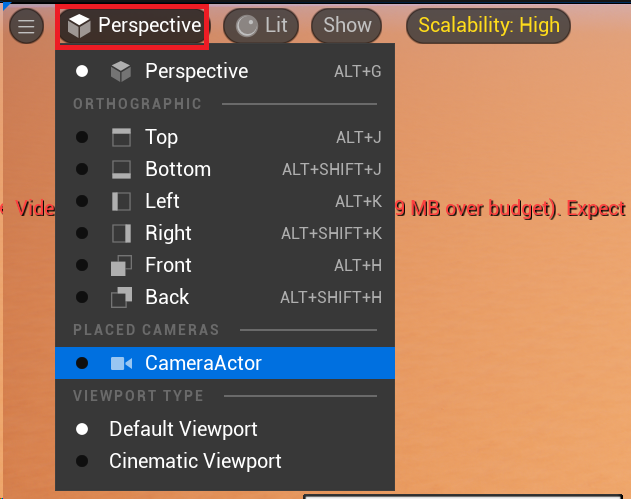 Perspective
Lit
Show
Scalability: High
Perspective ALT+G
ORTHOGRAPHIC
Top ALT+J
Bottom ALT+SHIFT+J
Left ALT+K
Right ALT+SHIFT+K
Front ALT+H
Back ALT+SHIFT+H
PLACED CAMERAS
CameraActor
VIEWPORT TYPE
Default Viewport
Cinematic Viewport
Vide
9 MB over budget). Expect